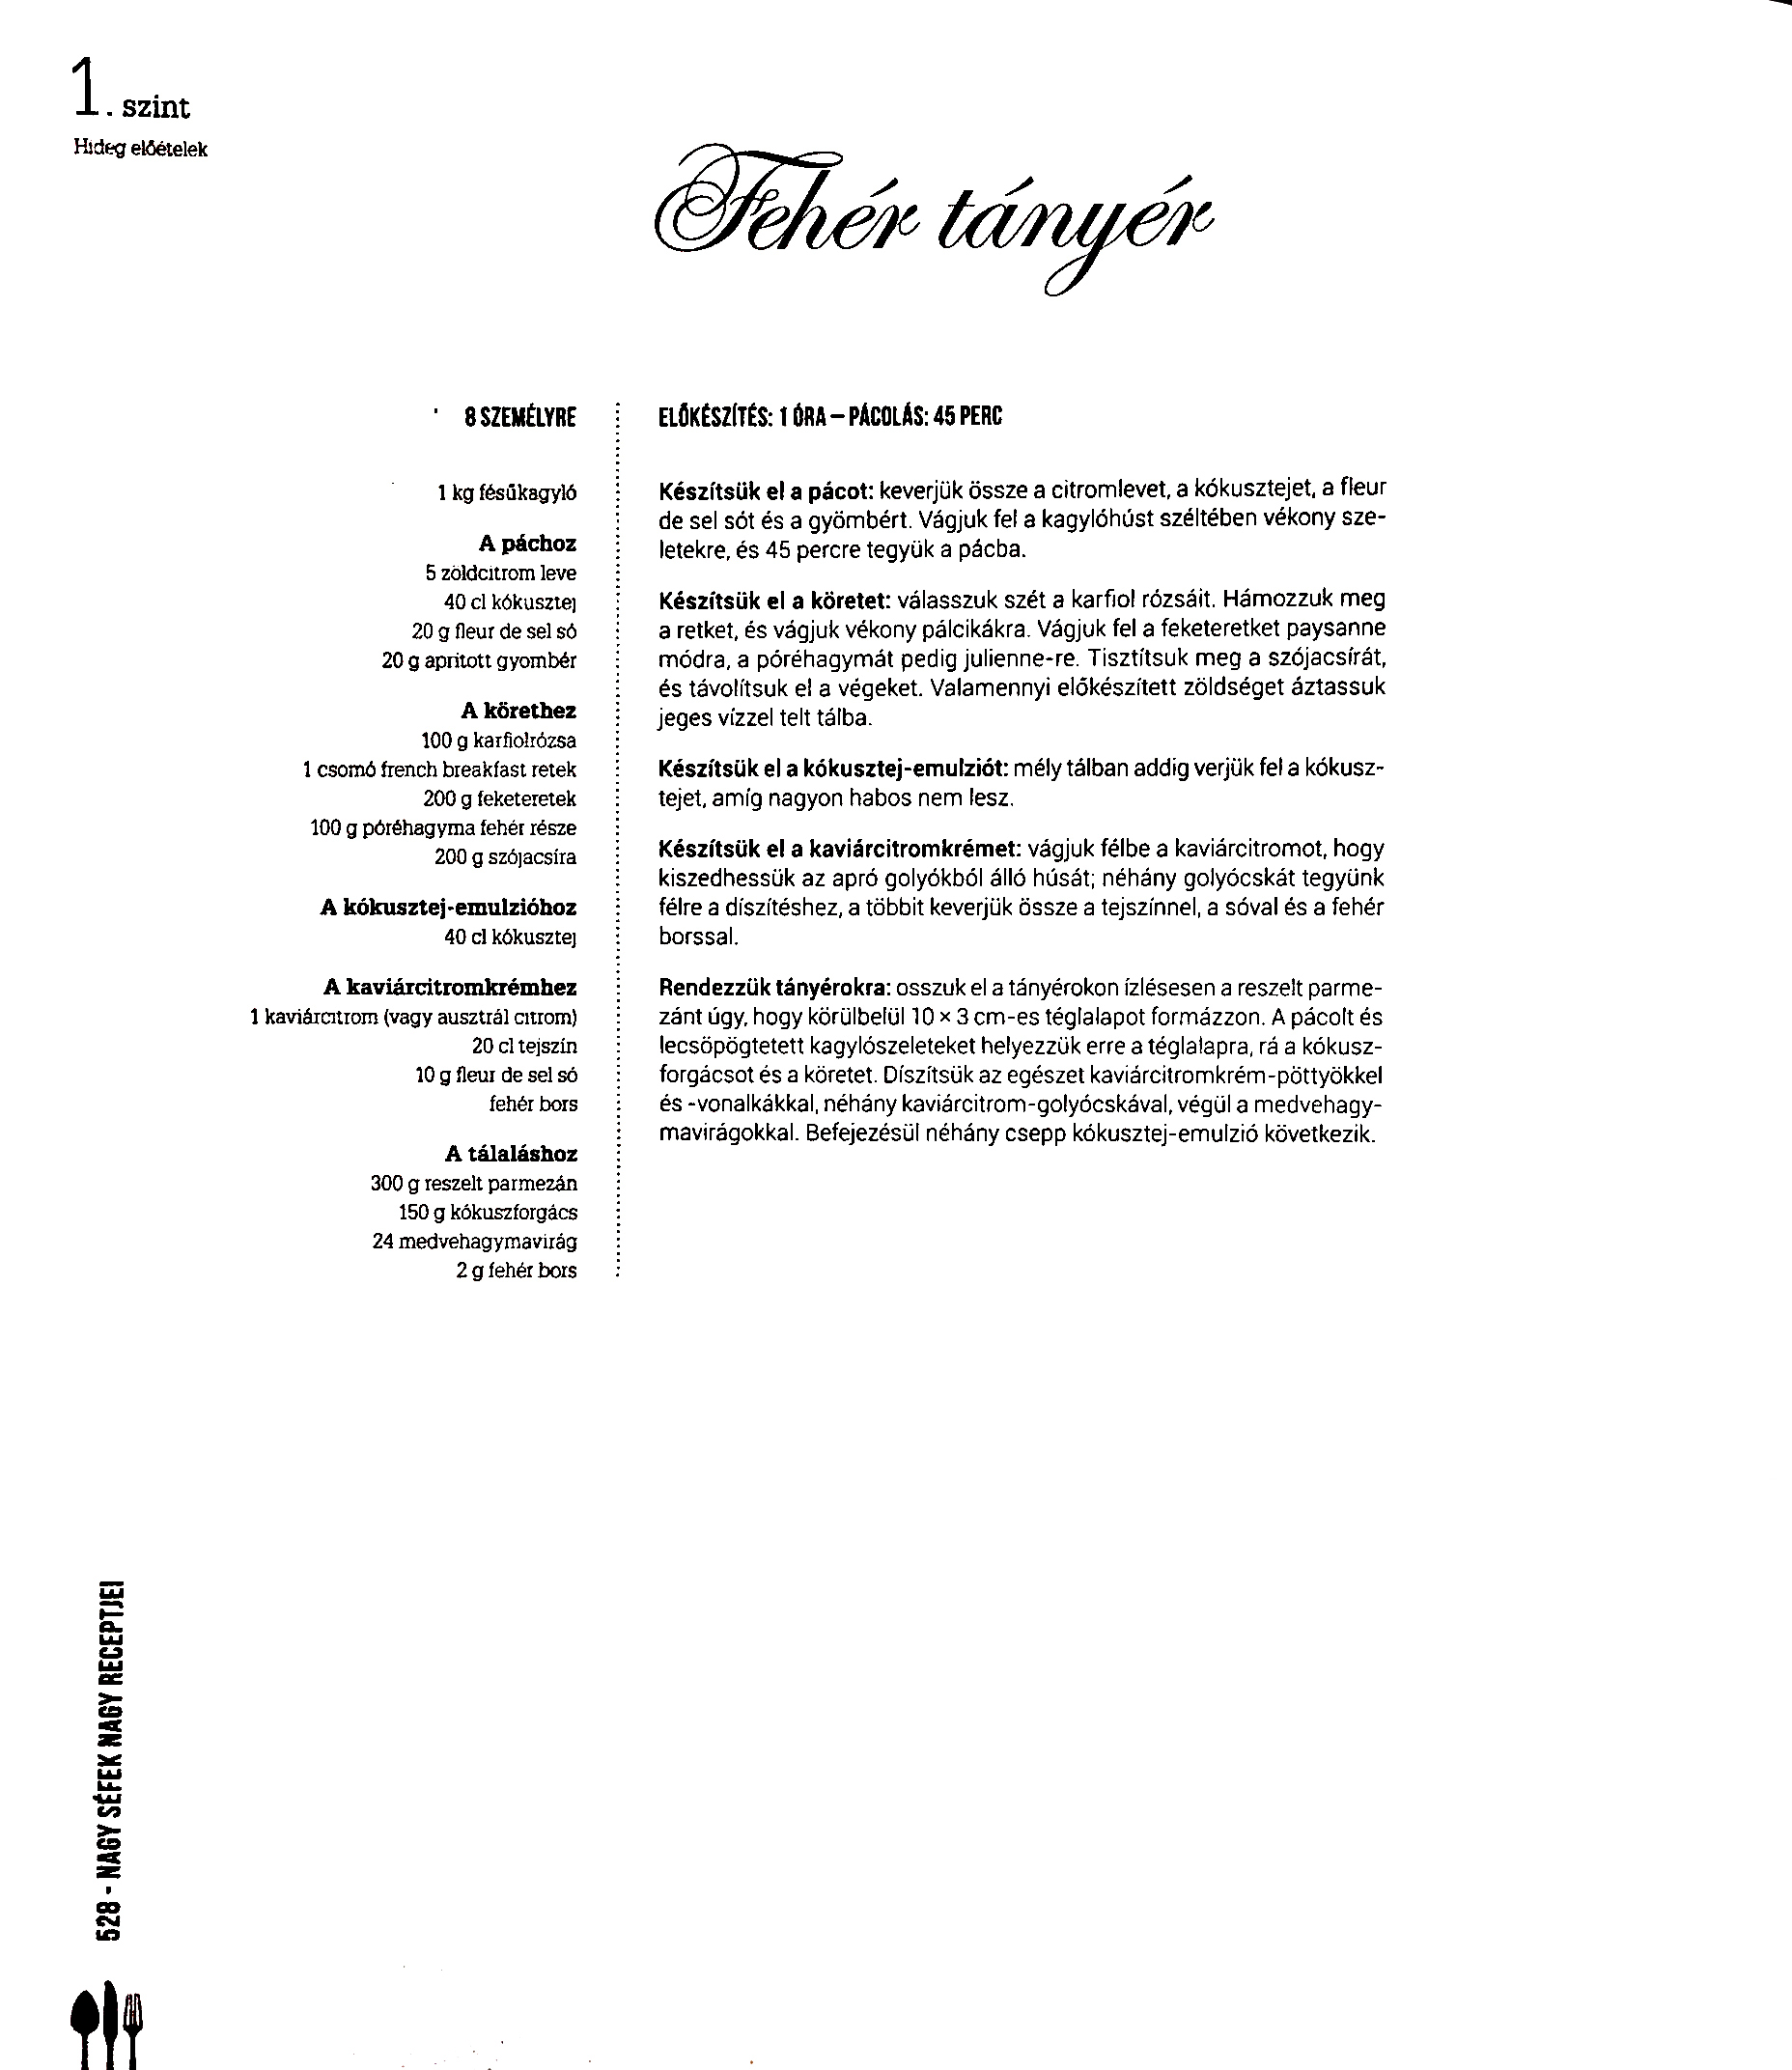 1. szint
Hideg előételek
Fehér tányér
8 SZEMÉLYRE
1 kg fésűkagyló
A páchoz
5 zöldcitrom leve
40 cl kókusztej
20 g fleur de sel só
20 g aprított gyömbér
A körethez
100 g karfiolrózsa
1 csomó french breakfast retek
200 g feketeretek
100 g póréhagyma fehér része
200 g szójacsíra
A kókusztej-emulzióhoz
40 cl kókusztej
A kaviárcitromkrémhez
1 kaviárcitrom (vagy ausztrál citrom)
20 cl tejszín
10 g fleur de sel só
fehér bors
A tálaláshoz
300 g reszelt parmezán
150 g kókuszforgács
24 medvehagymavirág
2 g fehér bors
ELŐKÉSZÍTÉS: 1 ÓRA – PÁCOLÁS: 45 PERC
Készítsük el a pácot: keverjük össze a citromlevet, a kókusztejet, a fleur
de sel sót és a gyömbért. Vágjuk fel a kagylóhúst széltében vékony sze-
letekre, és 45 percre tegyük a pácba.
Készítsük el a köretet: válasszuk szét a karfiol rózsáit. Hámozzuk meg
a retket, és vágjuk vékony pálcikákra. Vágjuk fel a feketeretket paysanne
módra, a póréhagymát pedig julienne-re. Tisztítsuk meg a szójacsírát,
és távolítsuk el a végeket. Valamennyi előkészített zöldséget áztassuk
jeges vízzel telt tálba.
Készítsük el a kókusztej-emulziót: mély tálban addig verjük fel a kókusz-
tejet, amíg nagyon habos nem lesz.
Készítsük el a kaviárcitromkrémet: vágjuk félbe a kaviárcitromot, hogy
kiszedhessük az apró golyókból álló húsát; néhány golyócskát tegyünk
félre a díszítéshez, a többit keverjük össze a tejszínnel, a sóval és a fehér
borssal.
Rendezzük tányérokra: osszuk el a tányérokon ízlésesen a reszelt parme-
zánt úgy, hogy körülbelül 10 × 3 cm-es téglalapot formázzon. A pácolt és
lecsöpögtetett kagylószeleteket helyezzük erre a téglalapra, rá a kókusz-
forgácsot és a köretet. Díszítsük az egészet kaviárcitromkrém-pöttyökkel
és -vonalkákkal, néhány kaviárcitrom-golyócskával, végül a medvehagy-
mavirágokkal. Befejezésül néhány csepp kókusztej-emulzió következik.
528 - NAGY SÉFEK NAGY RECEPTJEI